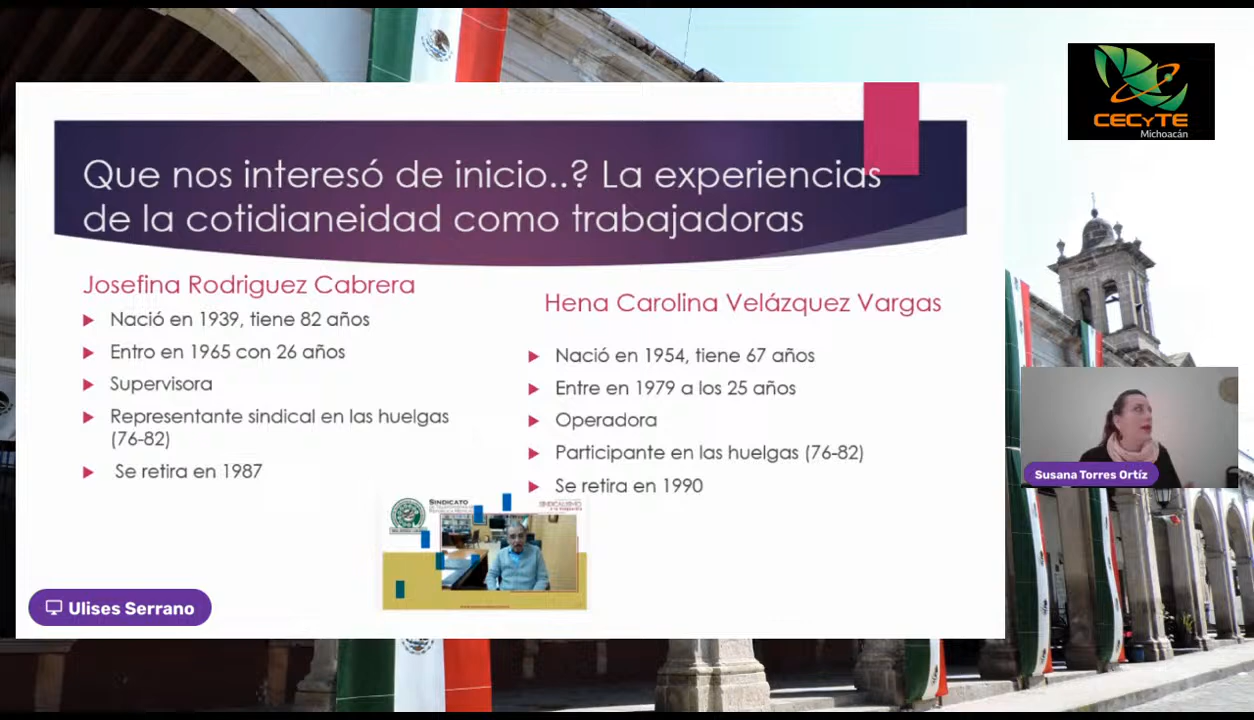 CECyTE
Michoacán
Que nos interesó de inicio..? La experiencias
de la cotidianeidad como trabajadoras
Josefina Rodriguez Cabrera
Nació en 1939, tiene 82 años
Entro en 1965 con 26 años
Supervisora
Representante sindical en las huelgas
(76-82)
Se retira en 1987
Hena Carolina Velázquez Vargas
Nació en 1954, tiene 67 años
Entre en 1979 a los 25 años
Operadora
Participante en las huelgas (76-82)
Se retira en 1990
SINDICATO
SINDICALISMO
Susana Torres Ortíz
Ulises Serrano